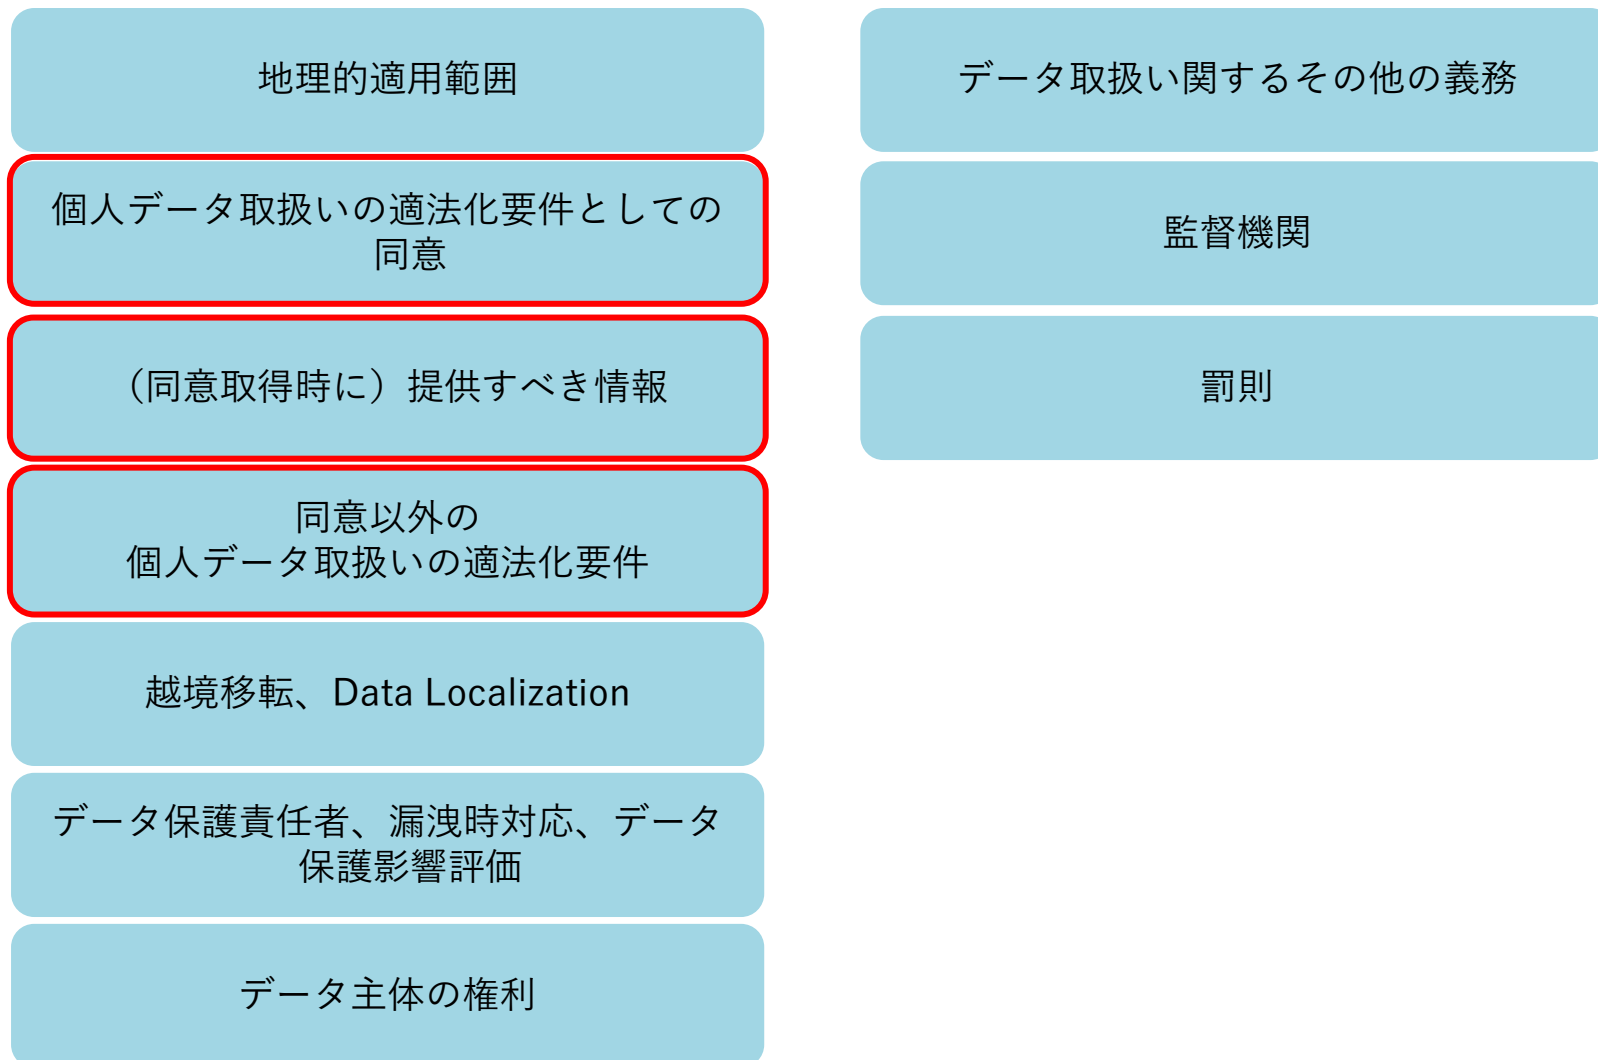 地理的適用範囲
個人データ取扱いの適法化要件としての
同意
（同意取得時に）提供すべき情報
同意以外の
個人データ取扱いの適法化要件
越境移転、Data Localization
データ保護責任者、漏洩時対応、データ
保護影響評価
データ主体の権利
データ取扱い関するその他の義務
監督機関
罰則